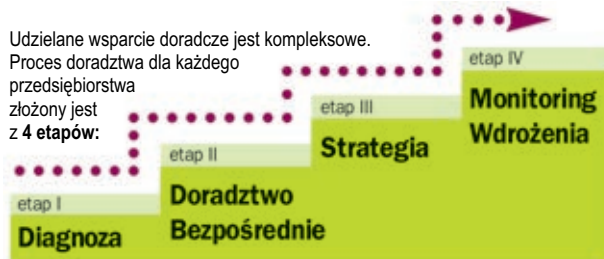 Udzielane wsparcie doradcze jest kompleksowe.
Proces doradztwa dla każdego
przedsiębiorstwa
złożony jest
z 4 etapów:
etap I
Diagnoza
etap II
Doradztwo
Bezpośrednie
etap III
Strategia
etap IV
Monitoring
Wdrożenia